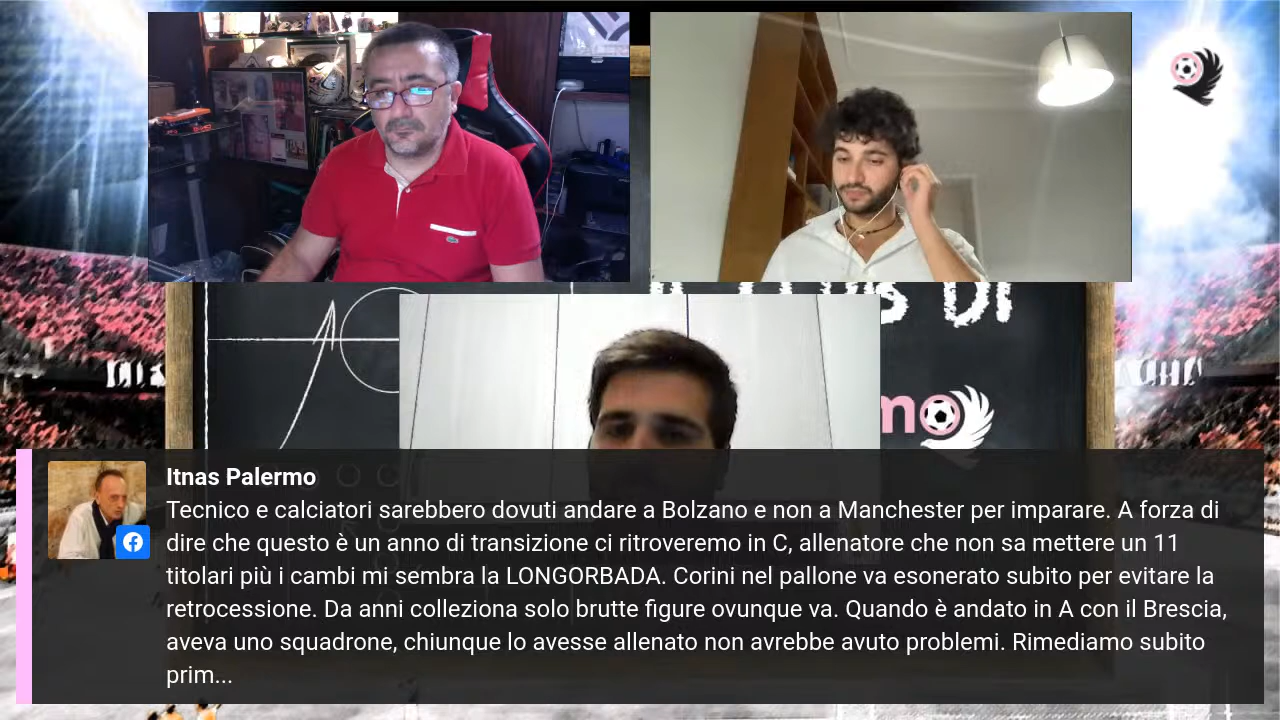 DI
mo
Itnas Palermo
Tecnico e calciatori sarebbero dovuti andare a Bolzano e non a Manchester per imparare. A forza di
dire che questo è un anno di transizione ci ritroveremo in C, allenatore che non sa mettere un 11
titolari più i cambi mi sembra la LONGORBADA. Corini nel pallone va esonerato subito per evitare la
retrocessione. Da anni colleziona solo brutte figure ovunque va. Quando è andato in A con il Brescia,
aveva uno squadrone, chiunque lo avesse allenato non avrebbe avuto problemi. Rimediamo subito
prim...